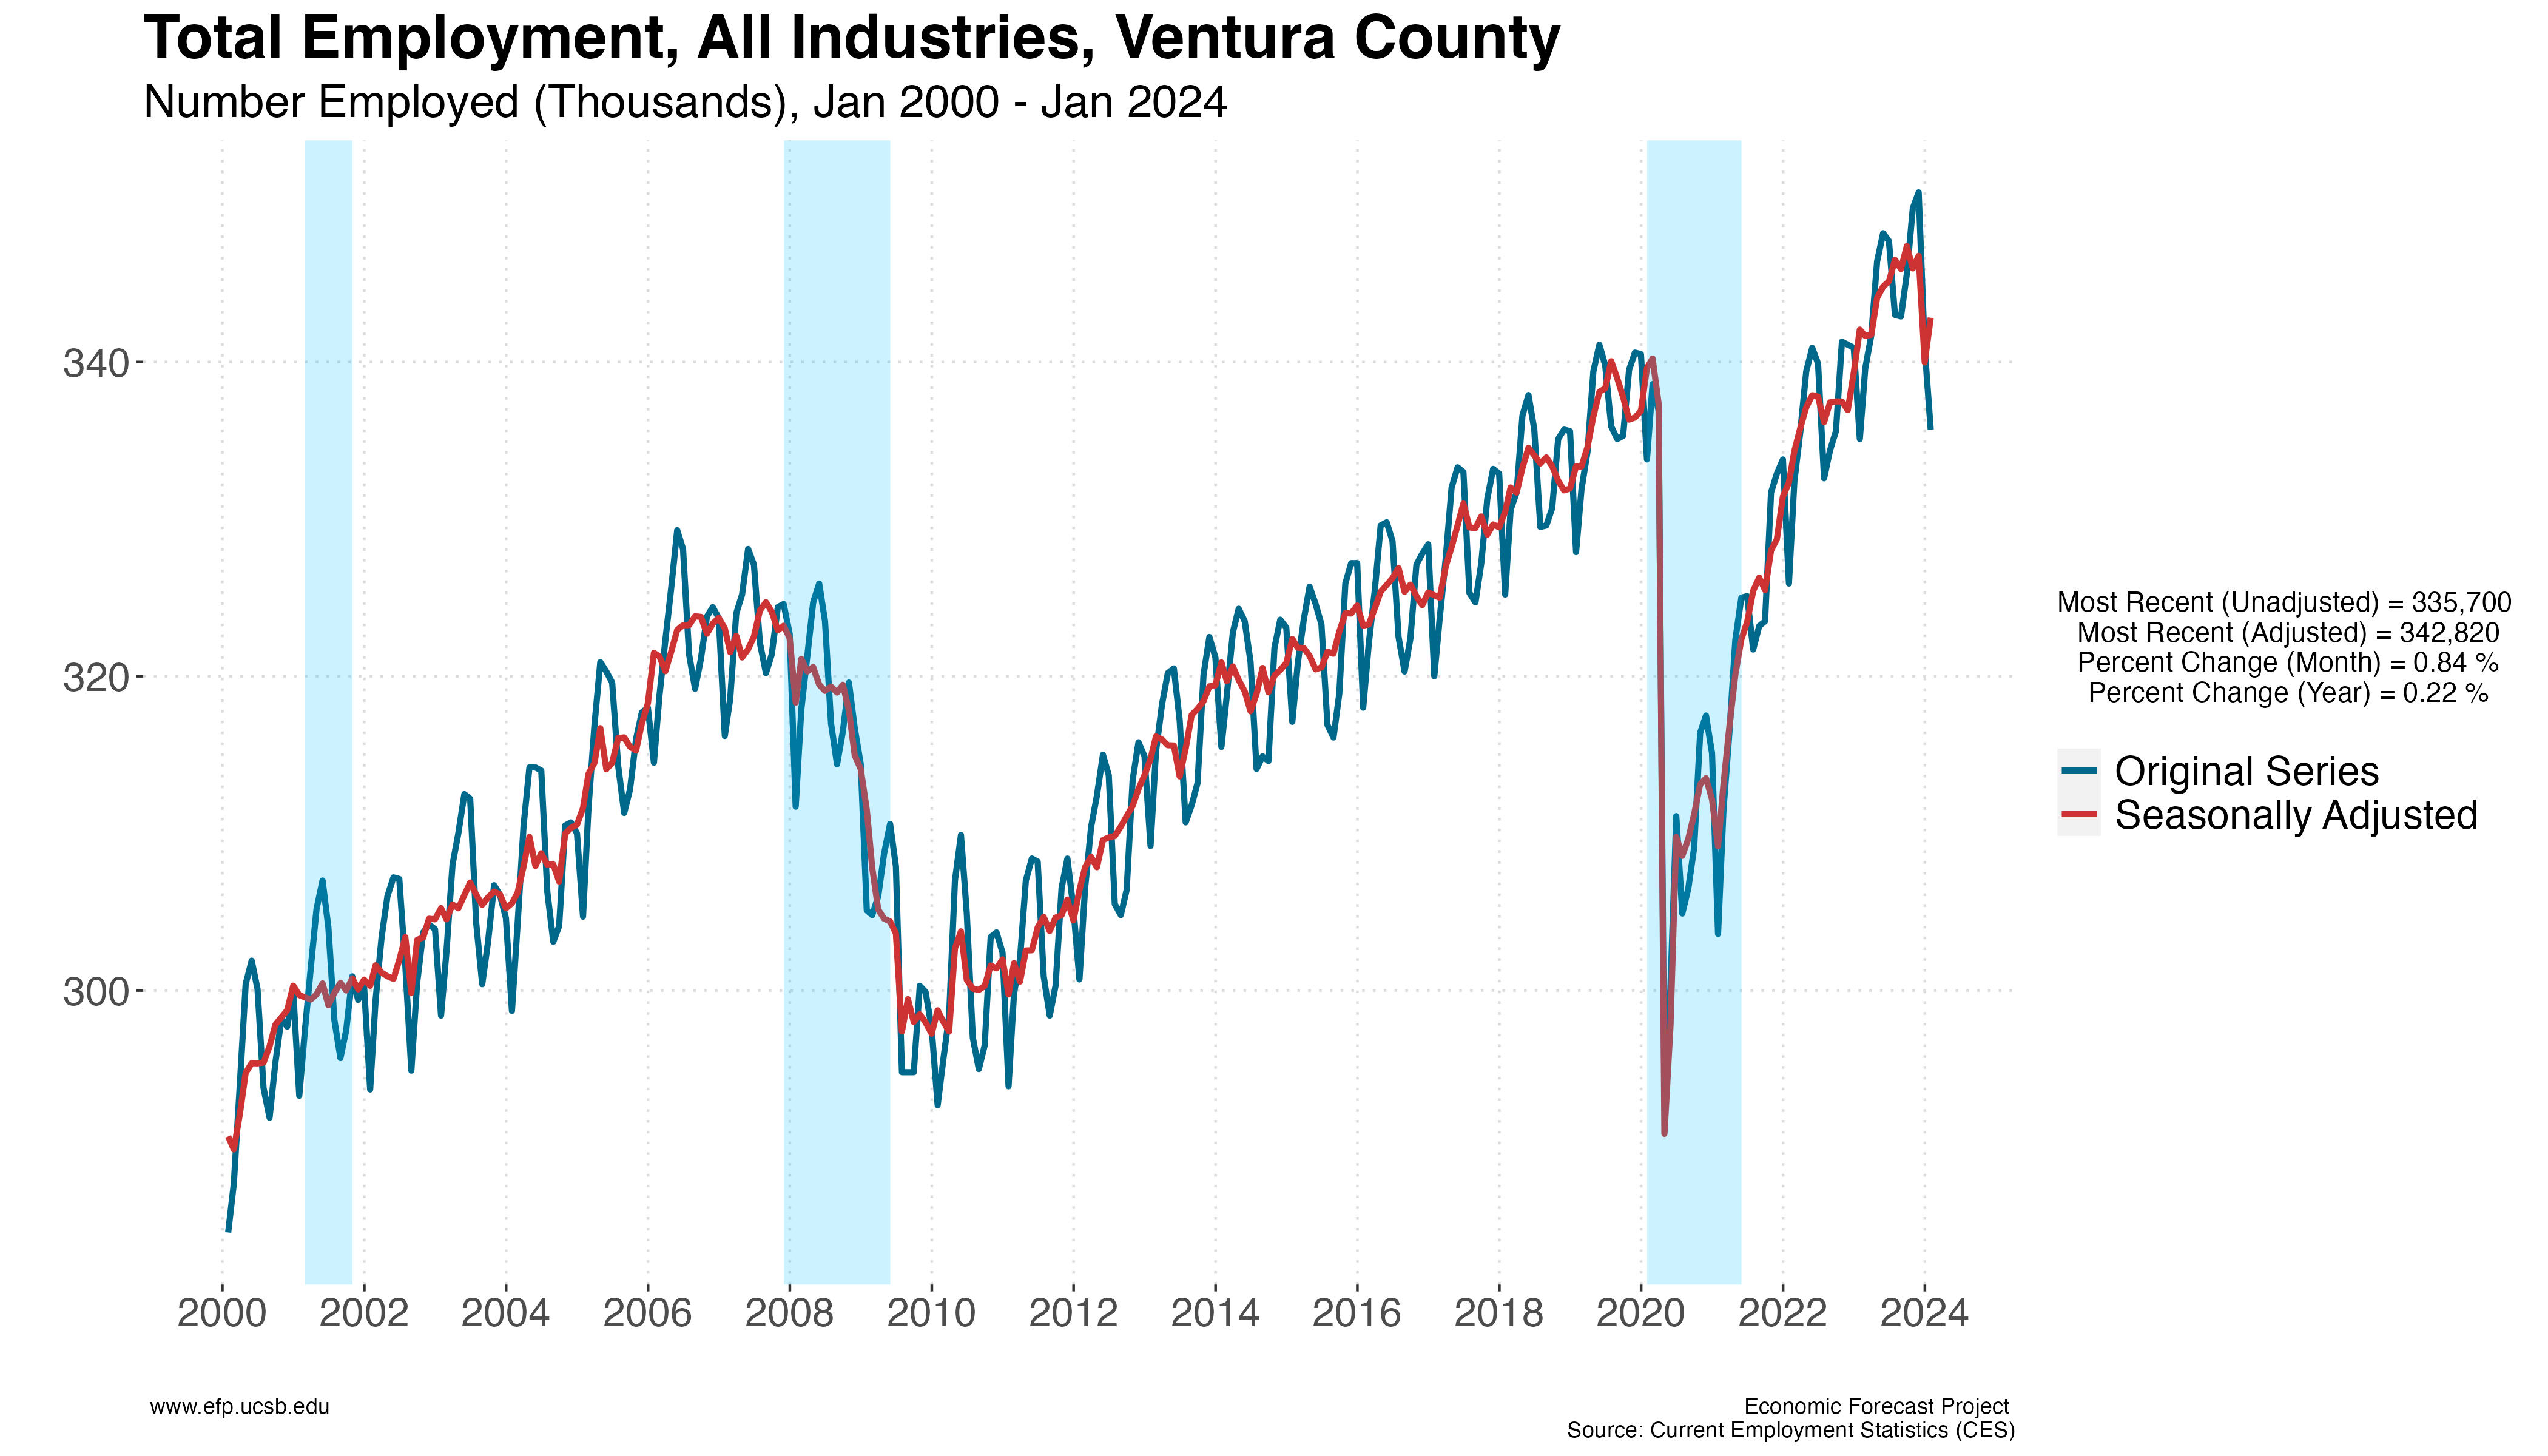 Total Employment, All Industries, Ventura County
Number Employed (Thousands), Jan 2000 - Jan 2024
340
320
300
2000 2002 2004 2006 2008 2010 2012 2014 2016 2018 2020 2022 2024
Most Recent (Unadjusted) = 335,700
Most Recent (Adjusted) = 342,820
Percent Change (Month) = 0.84 %
Percent Change (Year) = 0.22 %
Original Series
Seasonally Adjusted
www.efp.ucsb.edu
Economic Forecast Project
Source: Current Employment Statistics (CES)